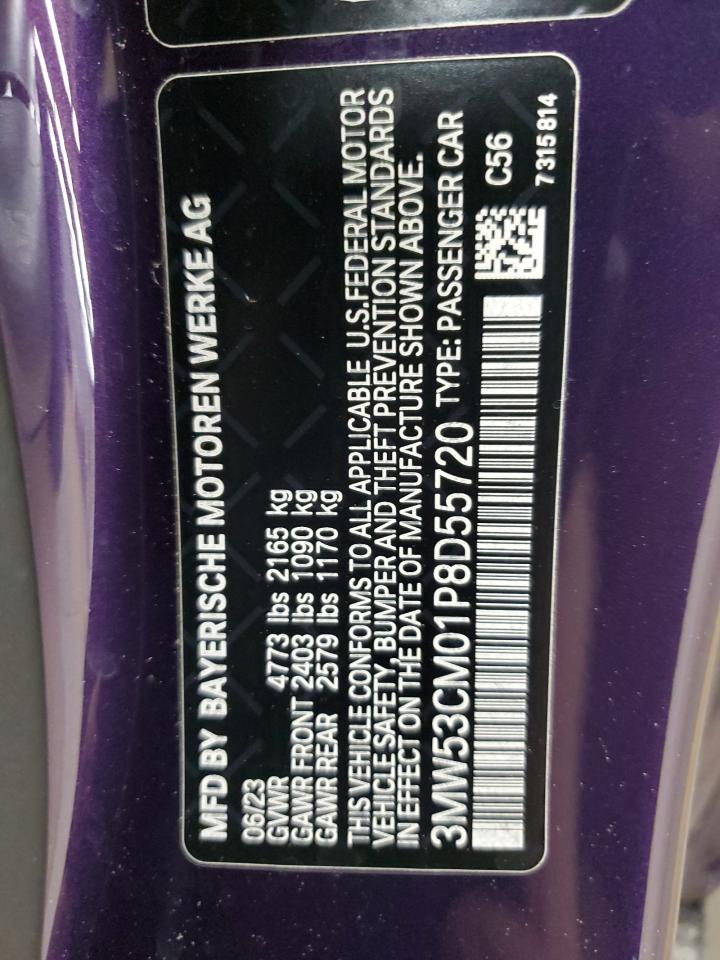 MFD BY BAYERISCHE MOTOREN WERKE AG
06/23
GVWR 4773 lbs 2165 kg
GAWR FRONT 2403 lbs 1090 kg
GAWR REAR 2579 lbs 1170 kg
THIS VEHICLE CONFORMS TO ALL APPLICABLE U.S. FEDERAL MOTOR
VEHICLE SAFETY, BUMPER AND THEFT PREVENTION STANDARDS
IN EFFECT ON THE DATE OF MANUFACTURE SHOWN ABOVE.
3MW53CM01P8D55720 TYPE: PASSENGER CAR
C56
7315814